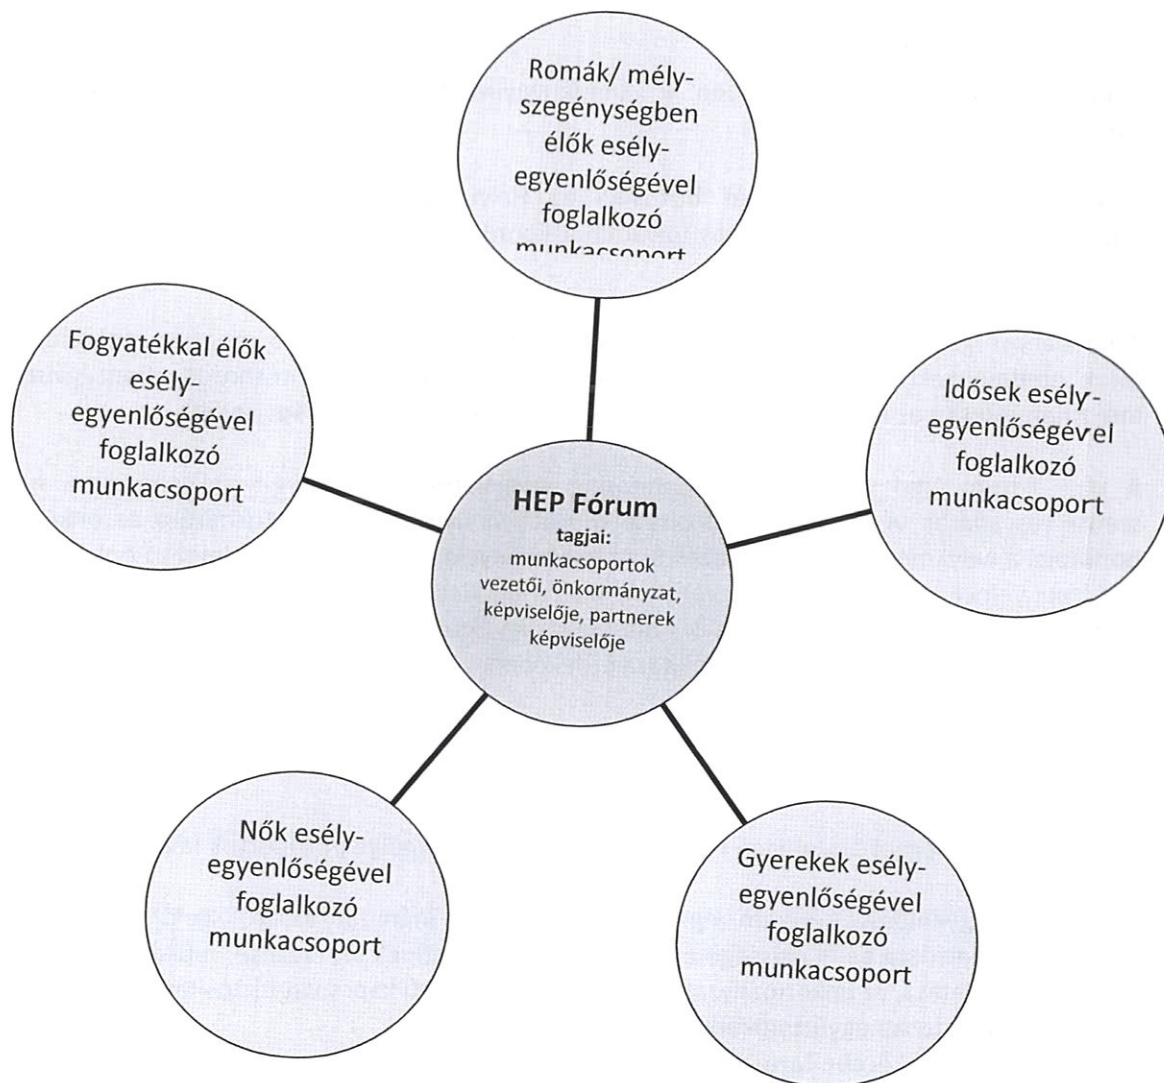 Romák/ mély-
szegénységben
élők esély-
egyenlőségével
foglalkozó
munkacsoport
Fogyatékkal élők
esély-
egyenlőségével
foglalkozó
munkacsoport
Idősek esély-
egyenlőségével
foglalkozó
munkacsoport
HEP Fórum
tagjai:
munkacsoportok
vezetői, önkormányzat,
képviselője, partnerek
képviselője
Nők esély-
egyenlőségével
foglalkozó
munkacsoport
Gyerekek esély-
egyenlőségével
foglalkozó
munkacsoport